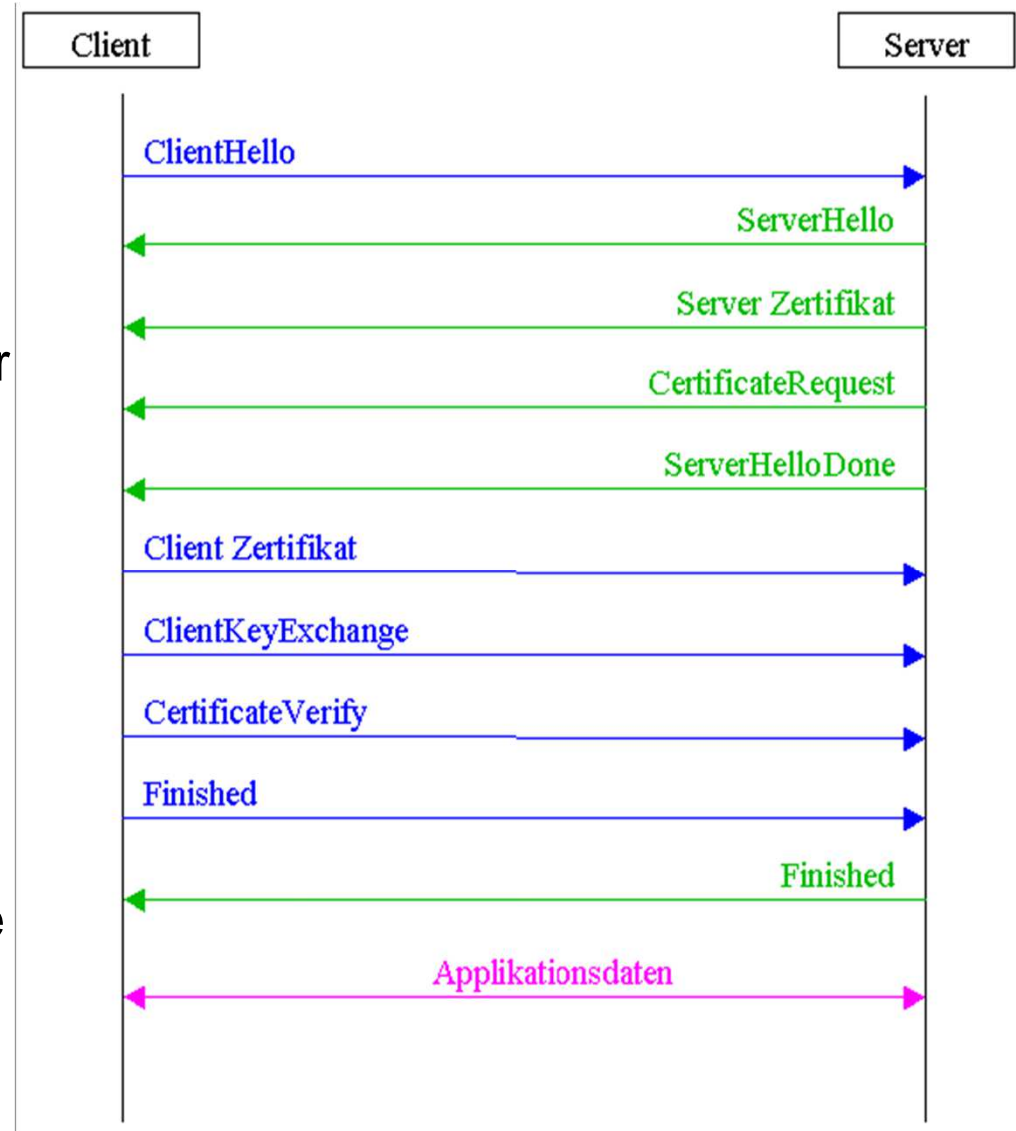 Client Server
ClientHello
ServerHello
Server Zertifikat
r
CertificateRequest
ServerHelloDone
Client Zertifikat
ClientKeyExchange
CertificateVerify
Finished
Finished
e
Applikationsdaten